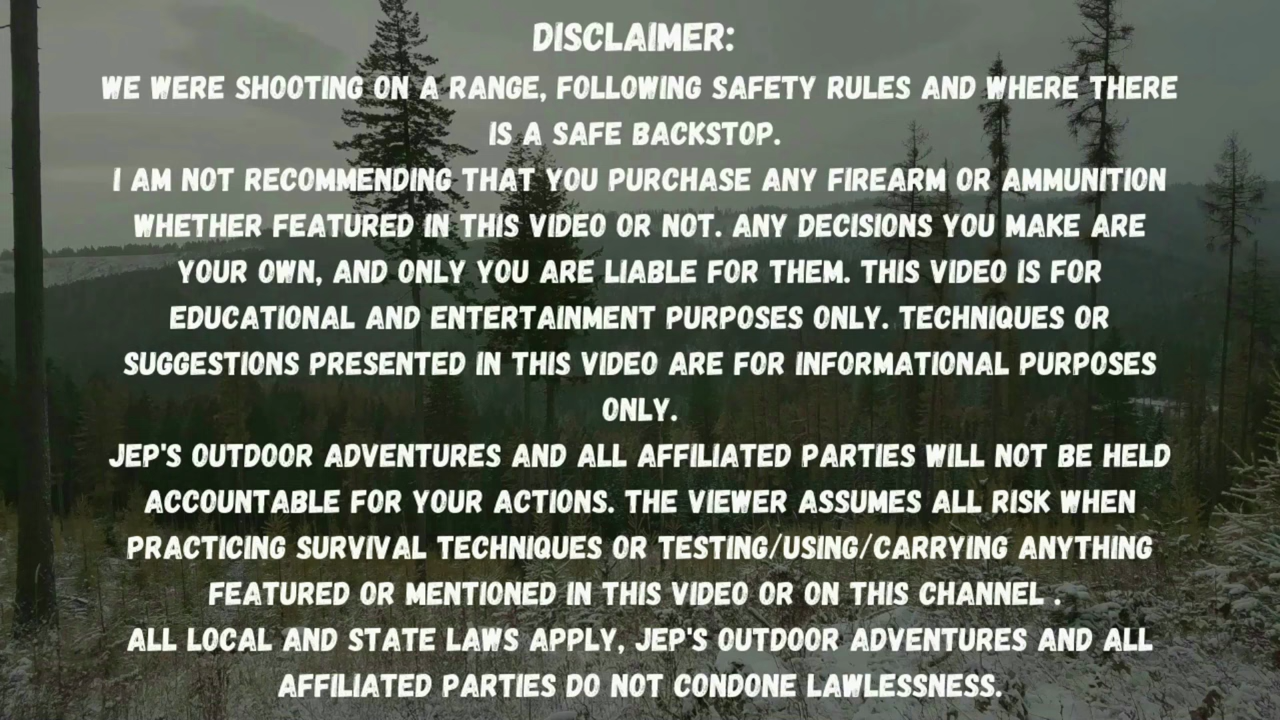 DISCLAIMER:
WE WERE SHOOTING ON A RANGE, FOLLOWING SAFETY RULES AND WHERE THERE
IS A SAFE BACKSTOP.
I AM NOT RECOMMENDING THAT YOU PURCHASE ANY FIREARM OR AMMUNITION
WHETHER FEATURED IN THIS VIDEO OR NOT. ANY DECISIONS YOU MAKE ARE
YOUR OWN, AND ONLY YOU ARE LIABLE FOR THEM. THIS VIDEO IS FOR
EDUCATIONAL AND ENTERTAINMENT PURPOSES ONLY. TECHNIQUES OR
SUGGESTIONS PRESENTED IN THIS VIDEO ARE FOR INFORMATIONAL PURPOSES
ONLY.
JEP'S OUTDOOR ADVENTURES AND ALL AFFILIATED PARTIES WILL NOT BE HELD
ACCOUNTABLE FOR YOUR ACTIONS. THE VIEWER ASSUMES ALL RISK WHEN
PRACTICING SURVIVAL TECHNIQUES OR TESTING/USING/CARRYING ANYTHING
FEATURED OR MENTIONED IN THIS VIDEO OR ON THIS CHANNEL .
ALL LOCAL AND STATE LAWS APPLY, JEP'S OUTDOOR ADVENTURES AND ALL
AFFILIATED PARTIES DO NOT CONDONE LAWLESSNESS.